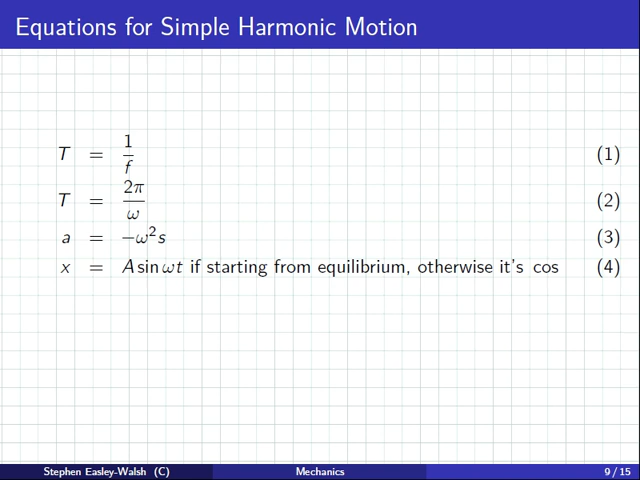 Equations for Simple Harmonic Motion
T = 1/f (1)
T = 2π/ω (2)
a = −ω²s (3)
x = A sin ωt if starting from equilibrium, otherwise it's cos (4)
Stephen Easley-Walsh (C) Mechanics 9 / 15